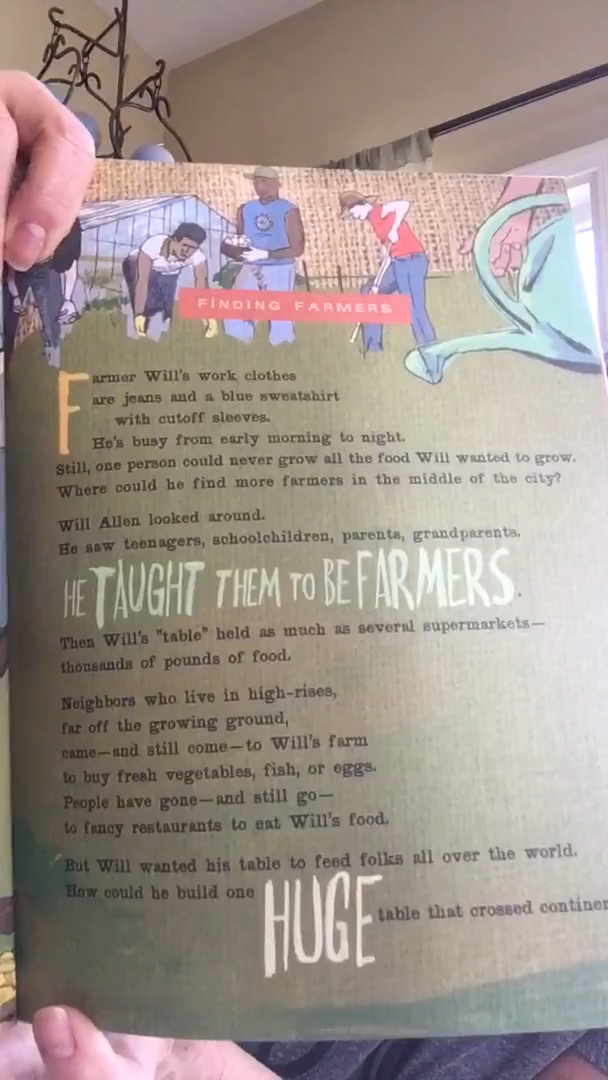 FINDING FARMERS
Farmer Will's work clothes
are jeans and a blue sweatshirt
with cutoff sleeves.
He's busy from early morning to night.
Still, one person could never grow all the food Will wanted to grow.
Where could he find more farmers in the middle of the city?
Will Allen looked around.
He saw teenagers, schoolchildren, parents, grandparents.
HE TAUGHT THEM TO BE FARMERS.
Then Will's "table" held as much as several supermarkets—
thousands of pounds of food.
Neighbors who live in high-rises,
far off the growing ground,
came—and still come—to Will's farm
to buy fresh vegetables, fish, or eggs.
People have gone—and still go—
to fancy restaurants to eat Will's food.
But Will wanted his table to feed folks all over the world.
How could he build one HUGE table that crossed